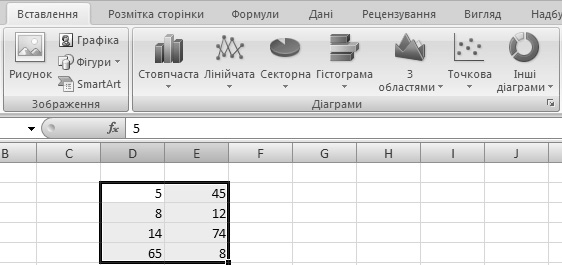 Вставлення Розмітка сторінки Формули Дані Рецензування Вигляд Надбу
Рисунок Графіка Фігури SmartArt
Зображення
Стовпчаста Лінійчата Секторна Гістограма З областями Точкова Інші діаграми
Діаграми
fx 5
B C D E F G H I J
5 45
8 12
14 74
65 8